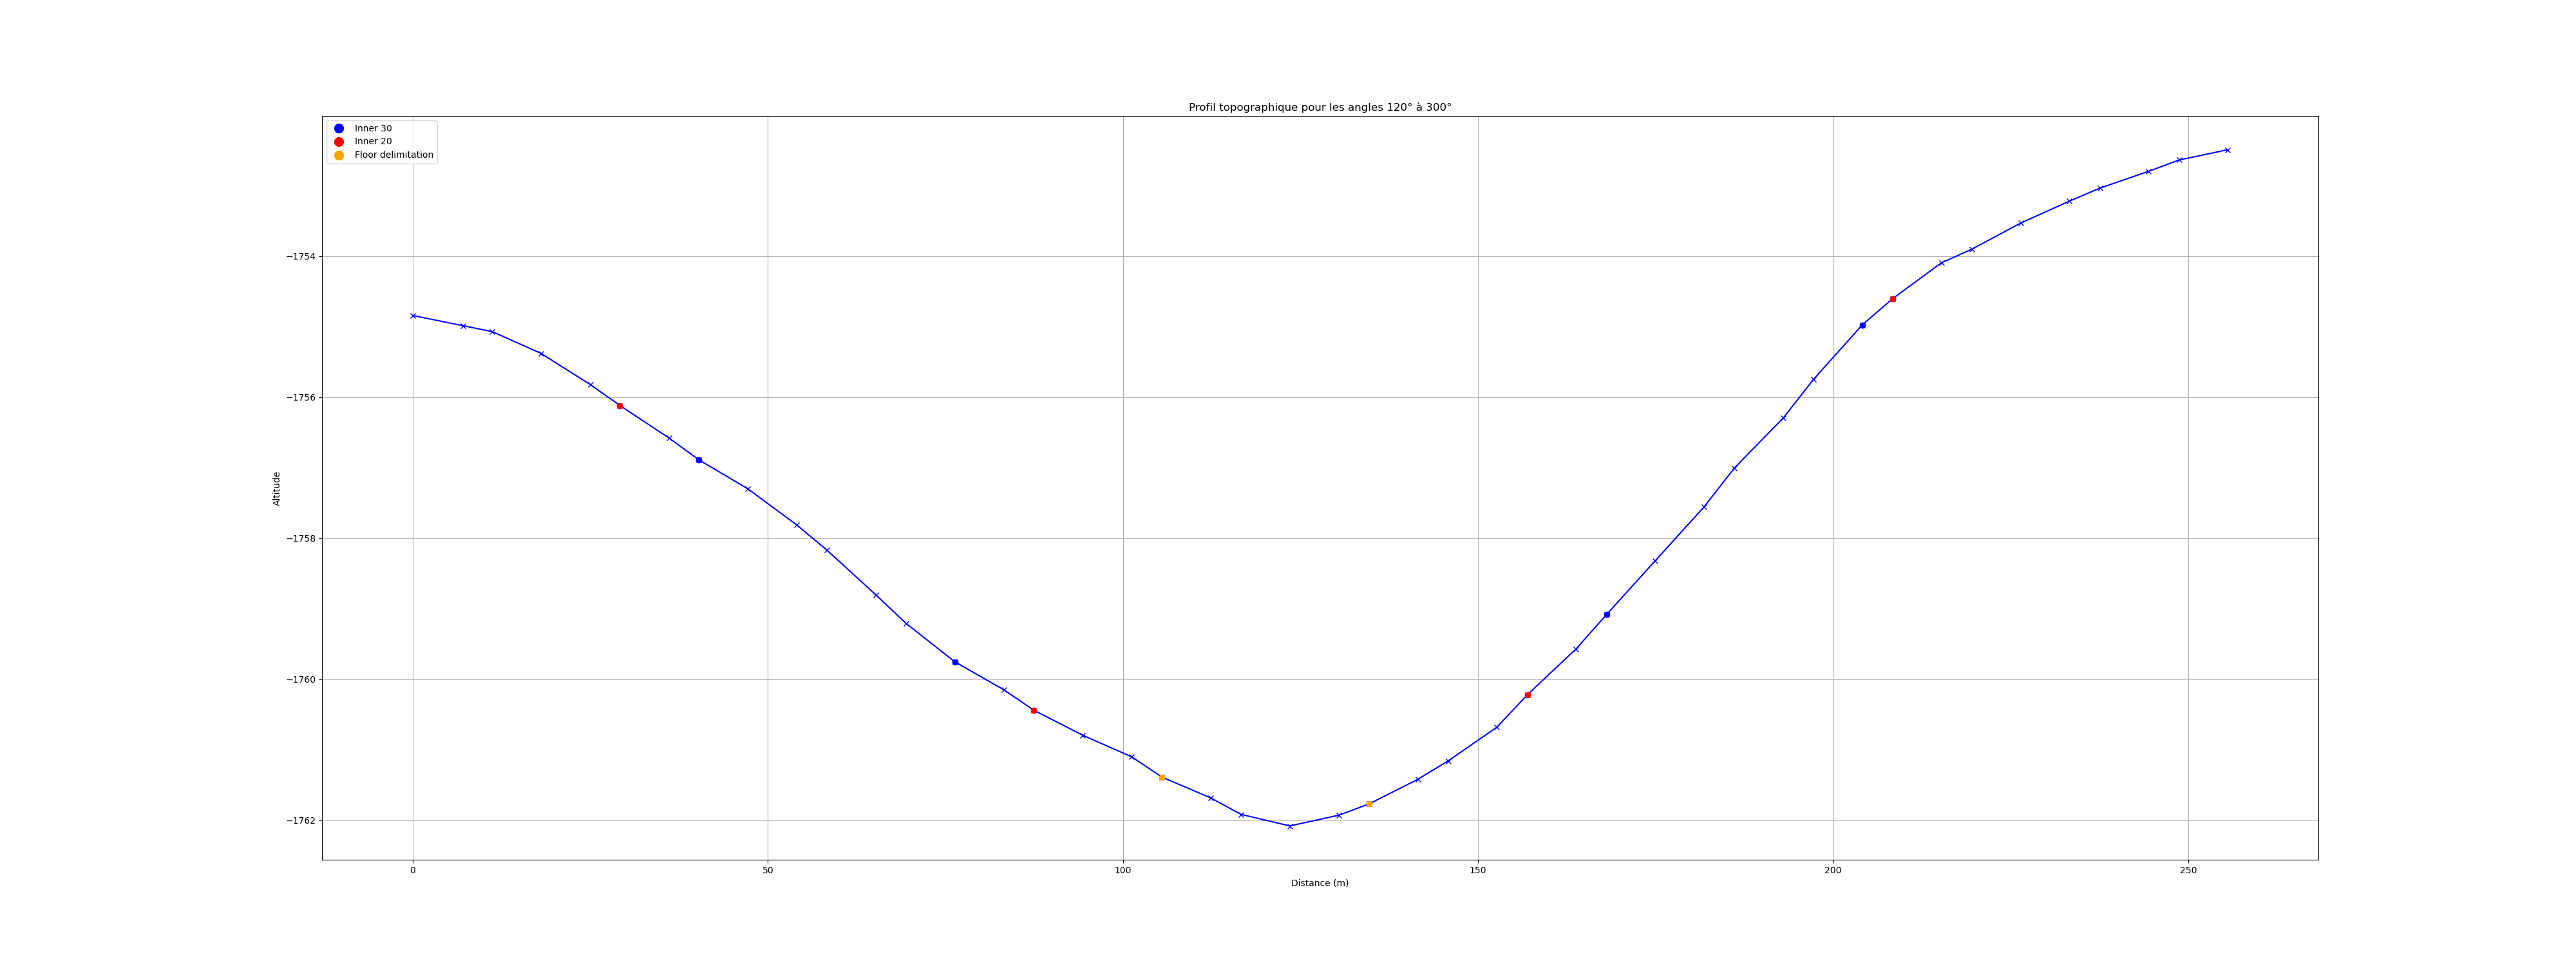 Profil topographique pour les angles 120° à 300°
Inner 30
Inner 20
Floor delimitation
Altitude
−1754
−1756
−1758
−1760
−1762
0 50 100 150 200 250
Distance (m)